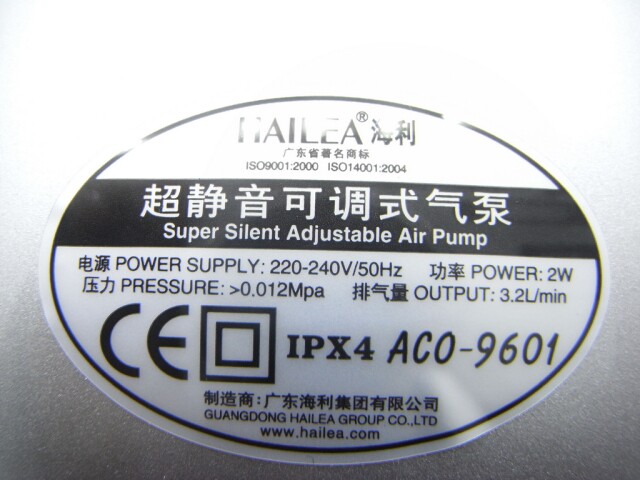 HAILEA® 海利
广东省著名商标
ISO9001:2000 ISO14001:2004
超静音可调式气泵
Super Silent Adjustable Air Pump
电源 POWER SUPPLY: 220-240V/50Hz 功率 POWER: 2W
压力 PRESSURE: >0.012Mpa 排气量 OUTPUT: 3.2L/min
CE IPX4 ACO-9601
制造商:广东海利集团有限公司
GUANGDONG HAILEA GROUP CO.,LTD
www.hailea.com